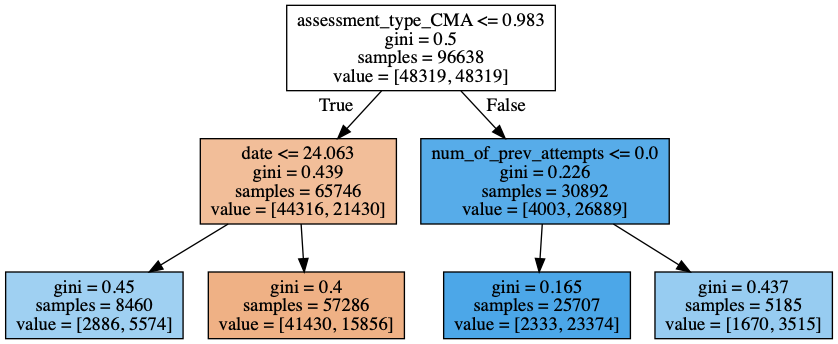 assessment_type_CMA <= 0.983
gini = 0.5
samples = 96638
value = [48319, 48319]
True
False
date <= 24.063
gini = 0.439
samples = 65746
value = [44316, 21430]
num_of_prev_attempts <= 0.0
gini = 0.226
samples = 30892
value = [4003, 26889]
gini = 0.45
samples = 8460
value = [2886, 5574]
gini = 0.4
samples = 57286
value = [41430, 15856]
gini = 0.165
samples = 25707
value = [2333, 23374]
gini = 0.437
samples = 5185
value = [1670, 3515]